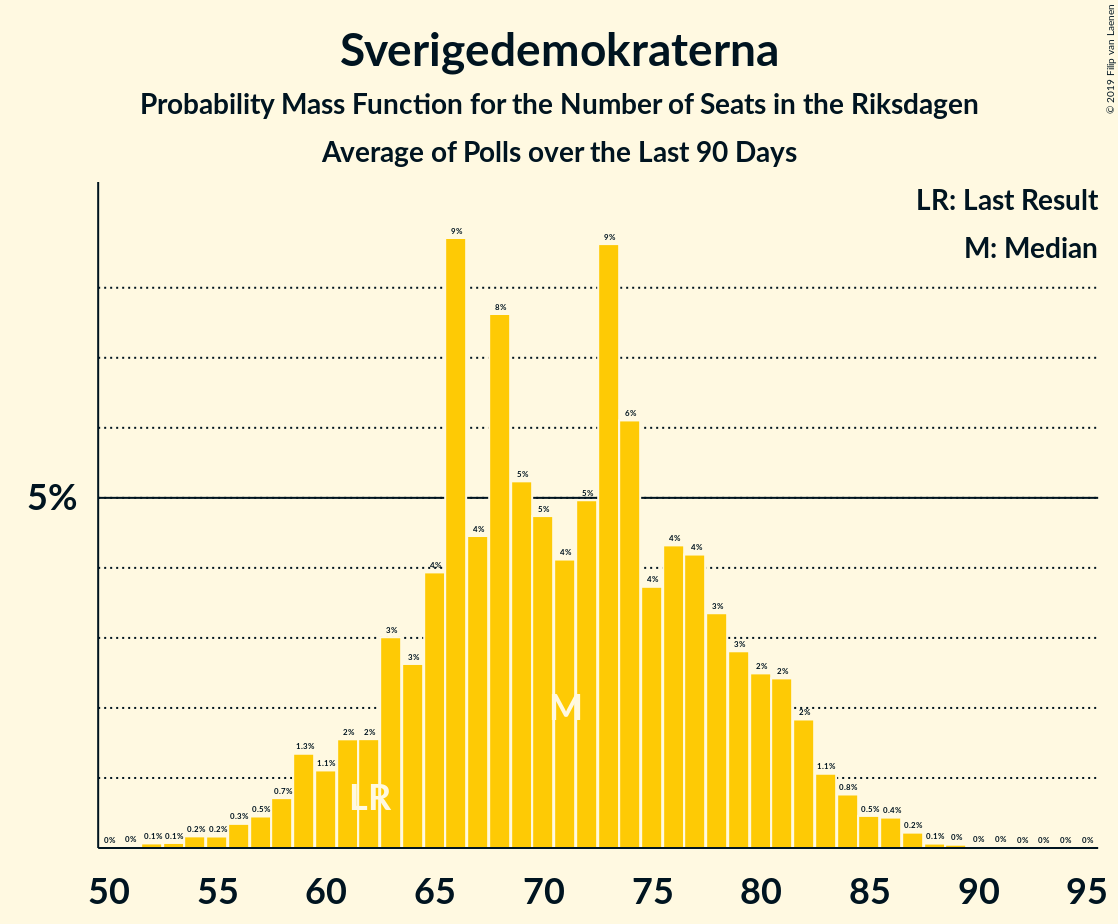 Sverigedemokraterna
Probability Mass Function for the Number of Seats in the Riksdagen
Average of Polls over the Last 90 Days
© 2019 Filip van Laenen
LR: Last Result
M: Median
5%
0% 0% 0.1% 0.1% 0.2% 0.2% 0.3% 0.5% 0.7% 1.3% 1.1% 2% 2% 3% 3% 4% 9% 4% 8% 5% 5% 4% 5% 9% 6% 4% 4% 4% 3% 3% 2% 2% 2% 1.1% 0.8% 0.5% 0.4% 0.2% 0.1% 0% 0% 0% 0% 0% 0% 0%
M
LR
50 55 60 65 70 75 80 85 90 95